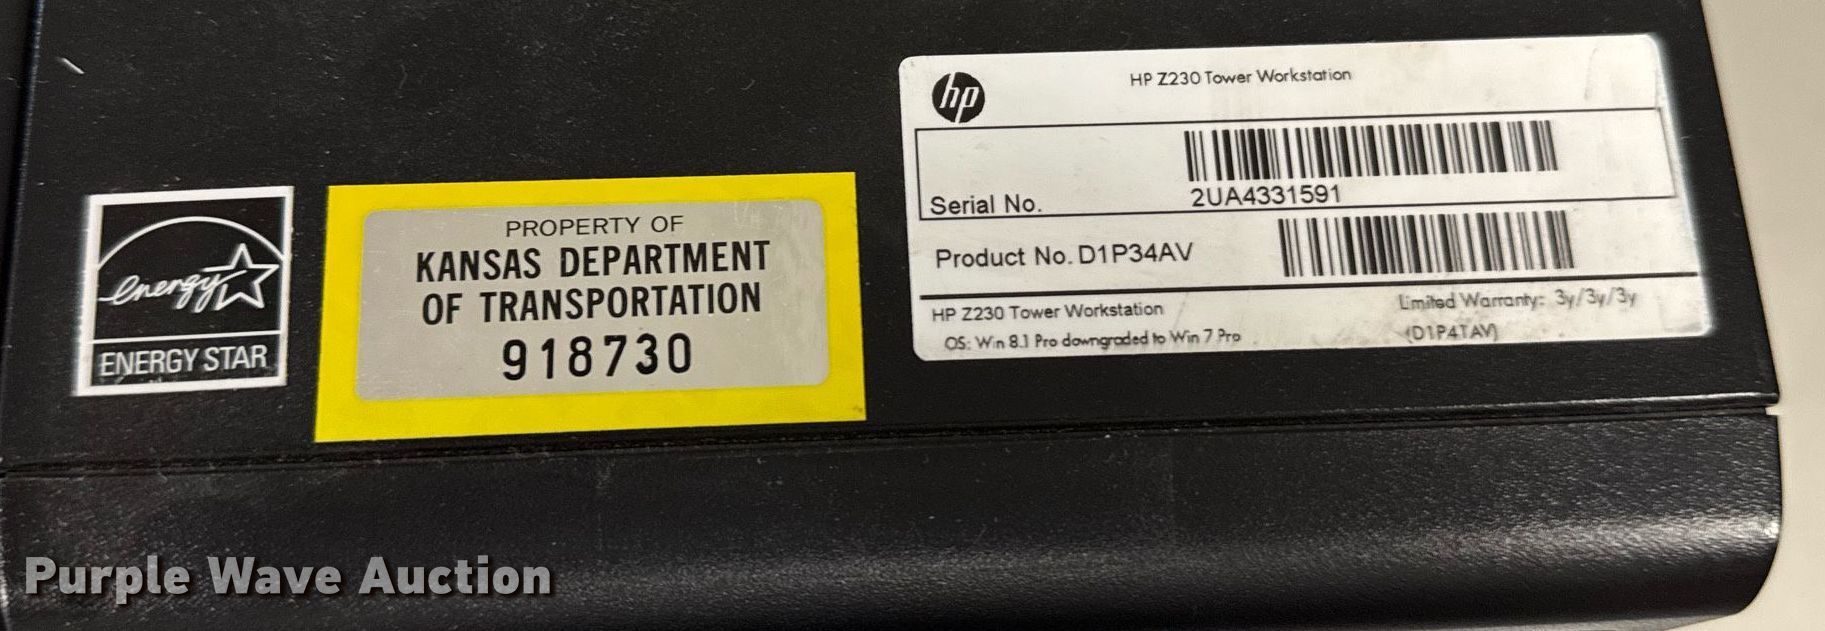 hp
HP Z230 Tower Workstation
Serial No.
2UA4331591
Product No. D1P34AV
HP Z230 Tower Workstation
Limited Warranty: 3y/3y/3y
OS: Win 8.1 Pro downgraded to Win 7 Pro
(D1P4TAV)
energy
ENERGY STAR
PROPERTY OF
KANSAS DEPARTMENT
OF TRANSPORTATION
918730
Purple Wave Auction